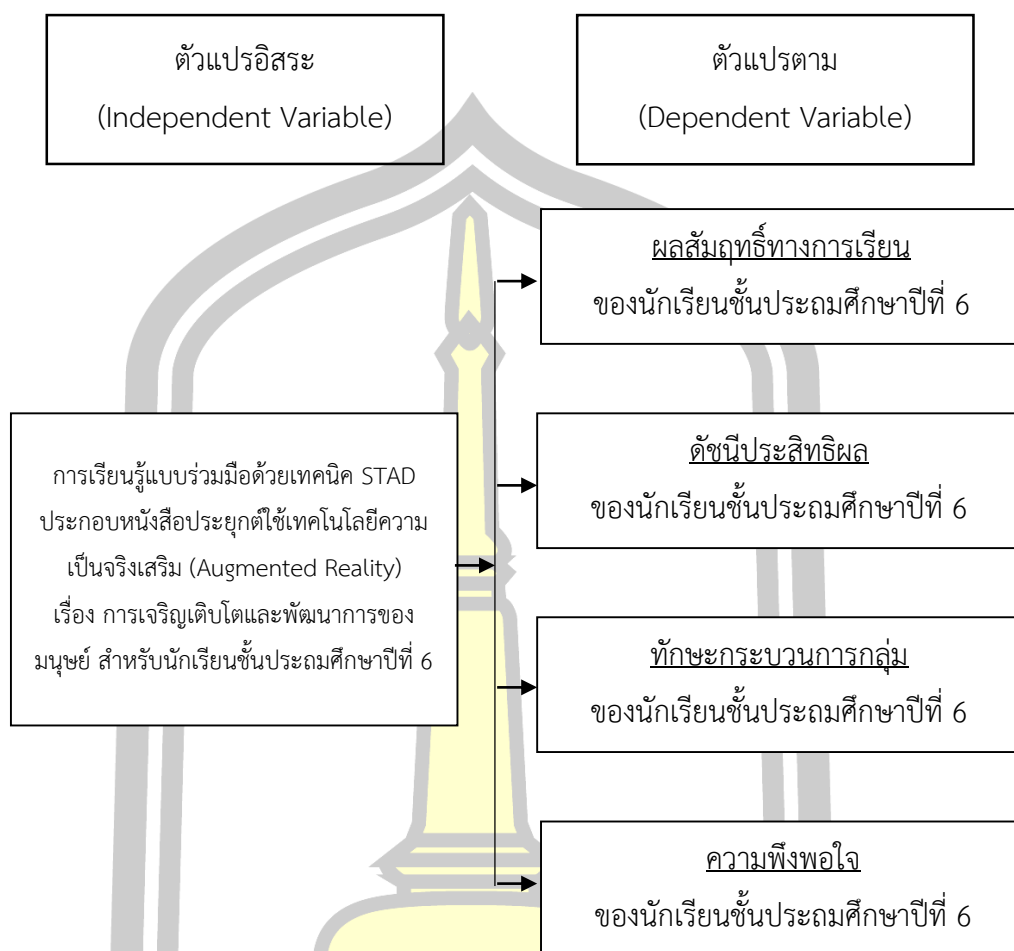 ตัวแปรอิสระ
(Independent Variable)
ตัวแปรตาม
(Dependent Variable)
ผลสัมฤทธิ์ทางการเรียน
ของนักเรียนชั้นประถมศึกษาปีที่ 6
การเรียนรู้แบบร่วมมือด้วยเทคนิค STAD
ประกอบหนังสือประยุกต์ใช้เทคโนโลยีความ
เป็นจริงเสริม (Augmented Reality)
เรื่อง การเจริญเติบโตและพัฒนาการของ
มนุษย์ สำหรับนักเรียนชั้นประถมศึกษาปีที่ 6
ดัชนีประสิทธิผล
ของนักเรียนชั้นประถมศึกษาปีที่ 6
ทักษะกระบวนการกลุ่ม
ของนักเรียนชั้นประถมศึกษาปีที่ 6
ความพึงพอใจ
ของนักเรียนชั้นประถมศึกษาปีที่ 6